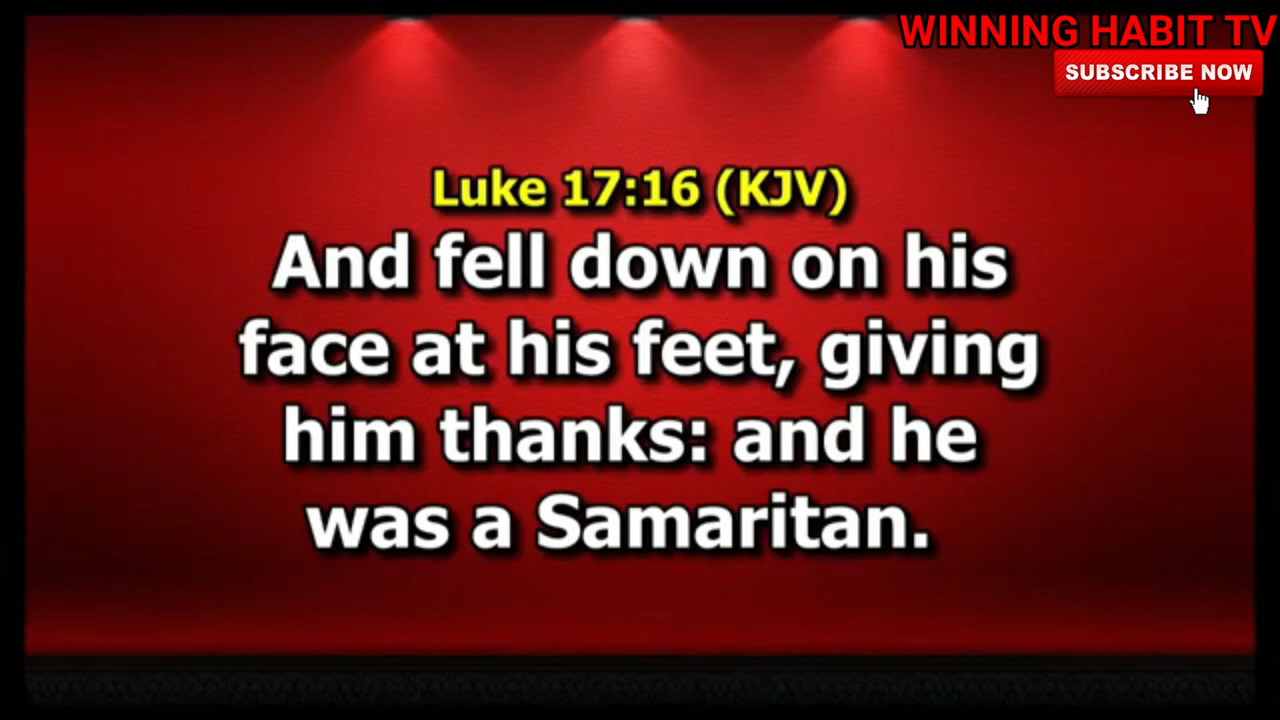 WINNING HABIT TV
SUBSCRIBE NOW
Luke 17:16 (KJV)
And fell down on his
face at his feet, giving
him thanks: and he
was a Samaritan.